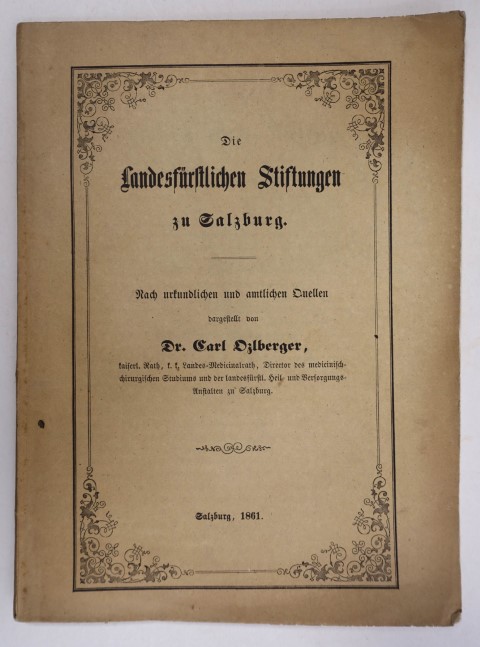 Die
Landesfürstlichen Stiftungen
zu Salzburg.
Nach urkundlichen und amtlichen Quellen
dargestellt von
Dr. Carl Ozlberger,
kaiserl. Rath, k. k. Landes-Medicinalrath, Director des medicinisch-
chirurgischen Studiums und der landesfürstl. Heil- und Versorgungs-
Anstalten zu Salzburg.
Salzburg, 1861.